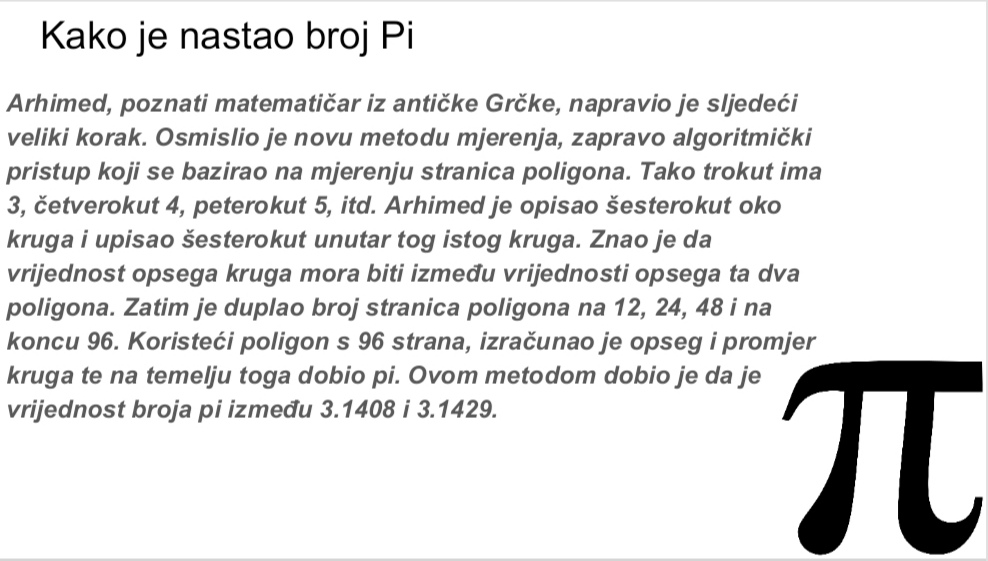 Kako je nastao broj Pi
Arhimed, poznati matematičar iz antičke Grčke, napravio je sljedeći
veliki korak. Osmislio je novu metodu mjerenja, zapravo algoritmički
pristup koji se bazirao na mjerenju stranica poligona. Tako trokut ima
3, četverokut 4, peterokut 5, itd. Arhimed je opisao šesterokut oko
kruga i upisao šesterokut unutar tog istog kruga. Znao je da
vrijednost opsega kruga mora biti između vrijednosti opsega ta dva
poligona. Zatim je duplao broj stranica poligona na 12, 24, 48 i na
koncu 96. Koristeći poligon s 96 strana, izračunao je opseg i promjer
kruga te na temelju toga dobio pi. Ovom metodom dobio je da je
vrijednost broja pi između 3.1408 i 3.1429.
π